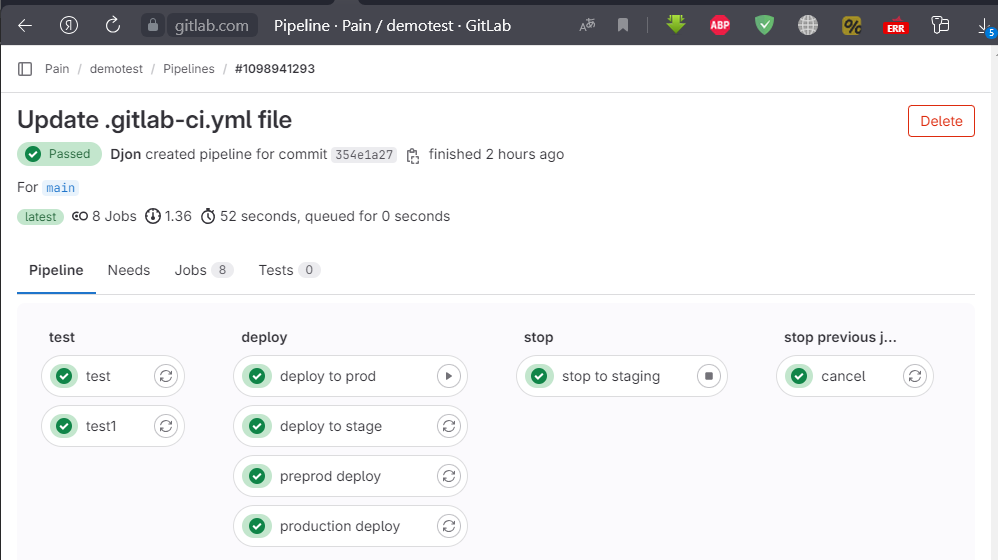 Я gitlab.com Pipeline · Pain / demotest · GitLab ABP % ERR 5
Pain / demotest / Pipelines / #1098941293
Update .gitlab-ci.yml file
Delete
Passed Djon created pipeline for commit 354e1a27 finished 2 hours ago
For main
latest 8 Jobs 1.36 52 seconds, queued for 0 seconds
Pipeline Needs Jobs 8 Tests 0
test deploy stop stop previous j...
test deploy to prod stop to staging cancel
test1 deploy to stage
preprod deploy
production deploy